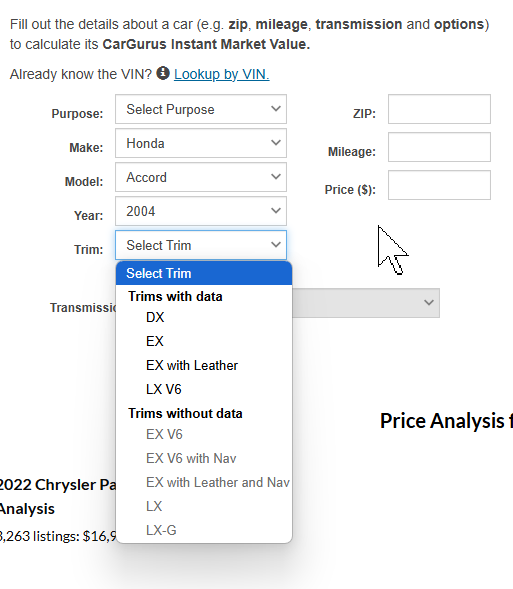 Fill out the details about a car (e.g. zip, mileage, transmission and options)
to calculate its CarGurus Instant Market Value.
Already know the VIN? Lookup by VIN.
Purpose: Select Purpose
ZIP:
Make: Honda
Mileage:
Model: Accord
Price ($):
Year: 2004
Trim: Select Trim
Select Trim
Trims with data
DX
Transmissi
EX
EX with Leather
LX V6
Trims without data
Price Analysis f
EX V6
EX V6 with Nav
EX with Leather and Nav
LX
LX-G
2022 Chrysler Pa
Analysis
3,263 listings: $16,9